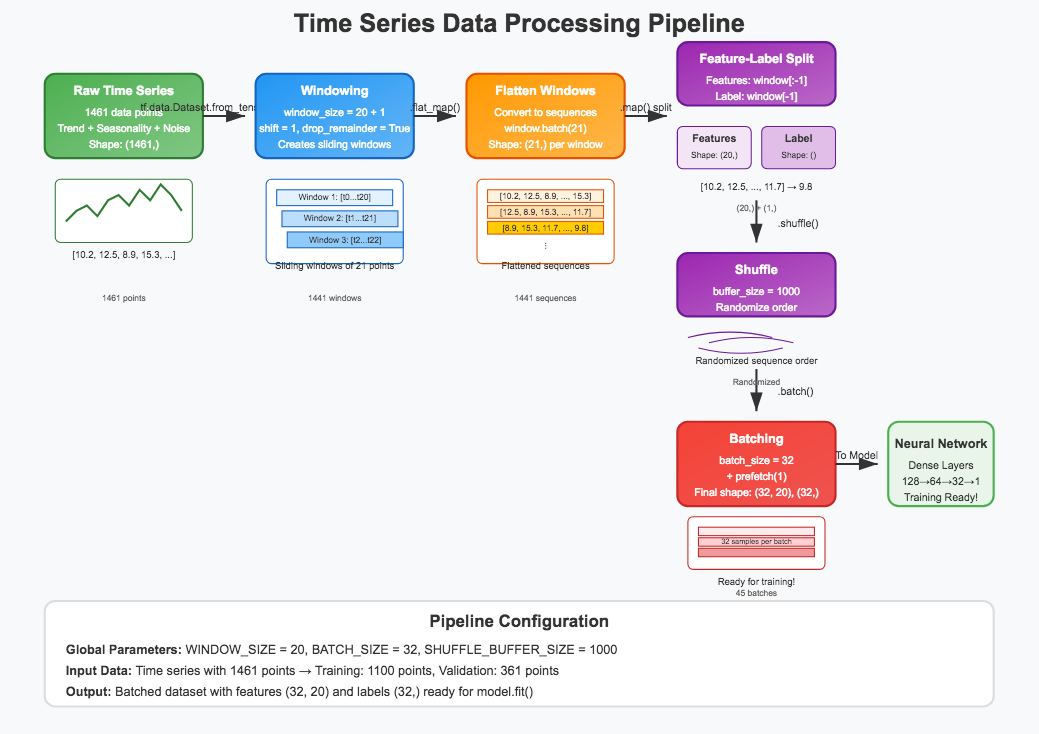 Time Series Data Processing Pipeline
Raw Time Series
1461 data points
Trend + Seasonality + Noise
Shape: (1461,)
tf.data.Dataset.from_tens
Windowing
window_size = 20 + 1
shift = 1, drop_remainder = True
Creates sliding windows
.flat_map()
Flatten Windows
Convert to sequences
window.batch(21)
Shape: (21,) per window
.map() split
Feature-Label Split
Features: window[:-1]
Label: window[-1]
Features
Shape: (20,)
Label
Shape: ()
[10.2, 12.5, ..., 11.7] → 9.8
(20,) + (1,)
.shuffle()
[10.2, 12.5, 8.9, 15.3, ...]
1461 points
Window 1: [t0...t20]
Window 2: [t1...t21]
Window 3: [t2...t22]
Sliding windows of 21 points
1441 windows
[10.2, 12.5, 8.9, ..., 15.3]
[12.5, 8.9, 15.3, ..., 11.7]
[8.9, 15.3, 11.7, ..., 9.8]
⋮
Flattened sequences
1441 sequences
Shuffle
buffer_size = 1000
Randomize order
Randomized sequence order
Randomized
.batch()
Batching
batch_size = 32
+ prefetch(1)
Final shape: (32, 20), (32,)
To Model
Neural Network
Dense Layers
128→64→32→1
Training Ready!
32 samples per batch
Ready for training!
45 batches
Pipeline Configuration
Global Parameters: WINDOW_SIZE = 20, BATCH_SIZE = 32, SHUFFLE_BUFFER_SIZE = 1000
Input Data: Time series with 1461 points → Training: 1100 points, Validation: 361 points
Output: Batched dataset with features (32, 20) and labels (32,) ready for model.fit()